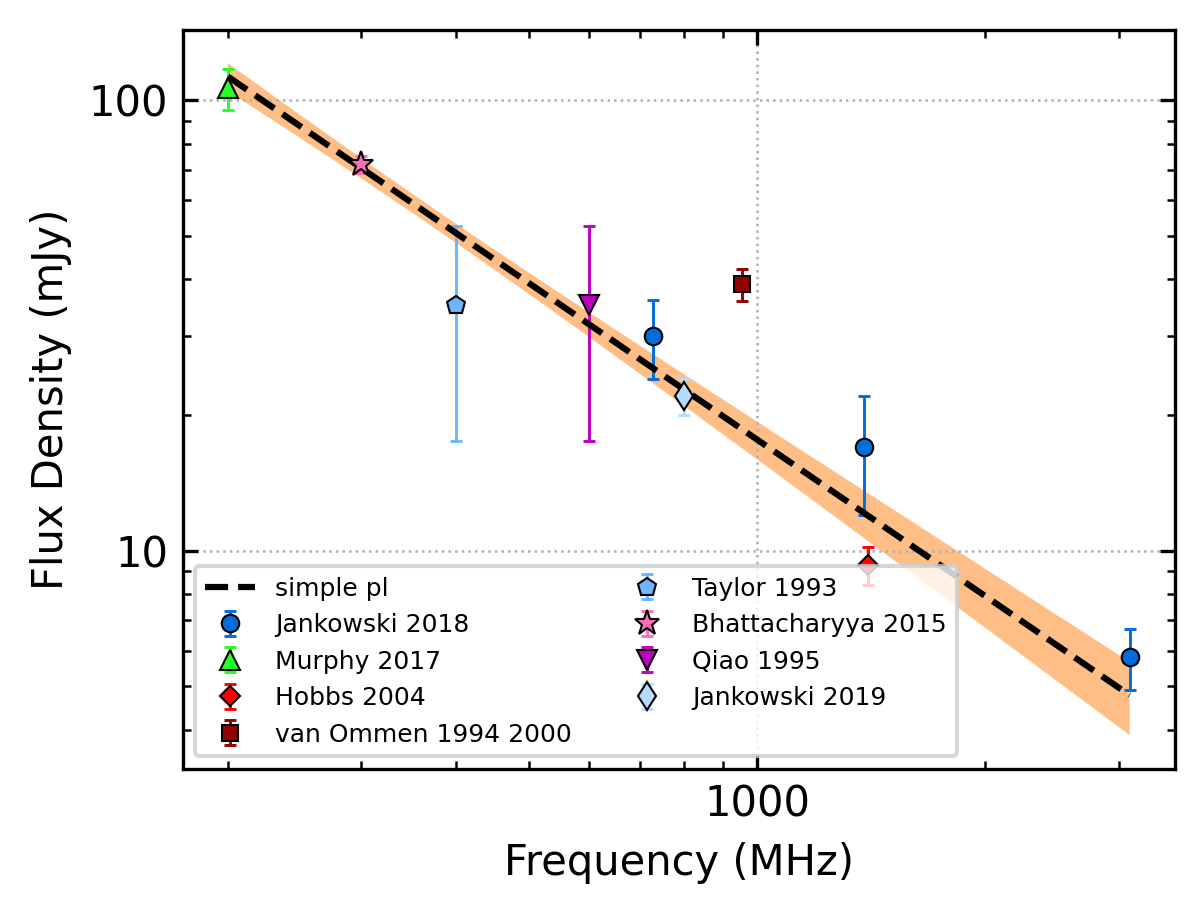 Flux Density (mJy)
100
10
simple pl
Jankowski 2018
Murphy 2017
Hobbs 2004
van Ommen 1994 2000
Taylor 1993
Bhattacharyya 2015
Qiao 1995
Jankowski 2019
1000
Frequency (MHz)